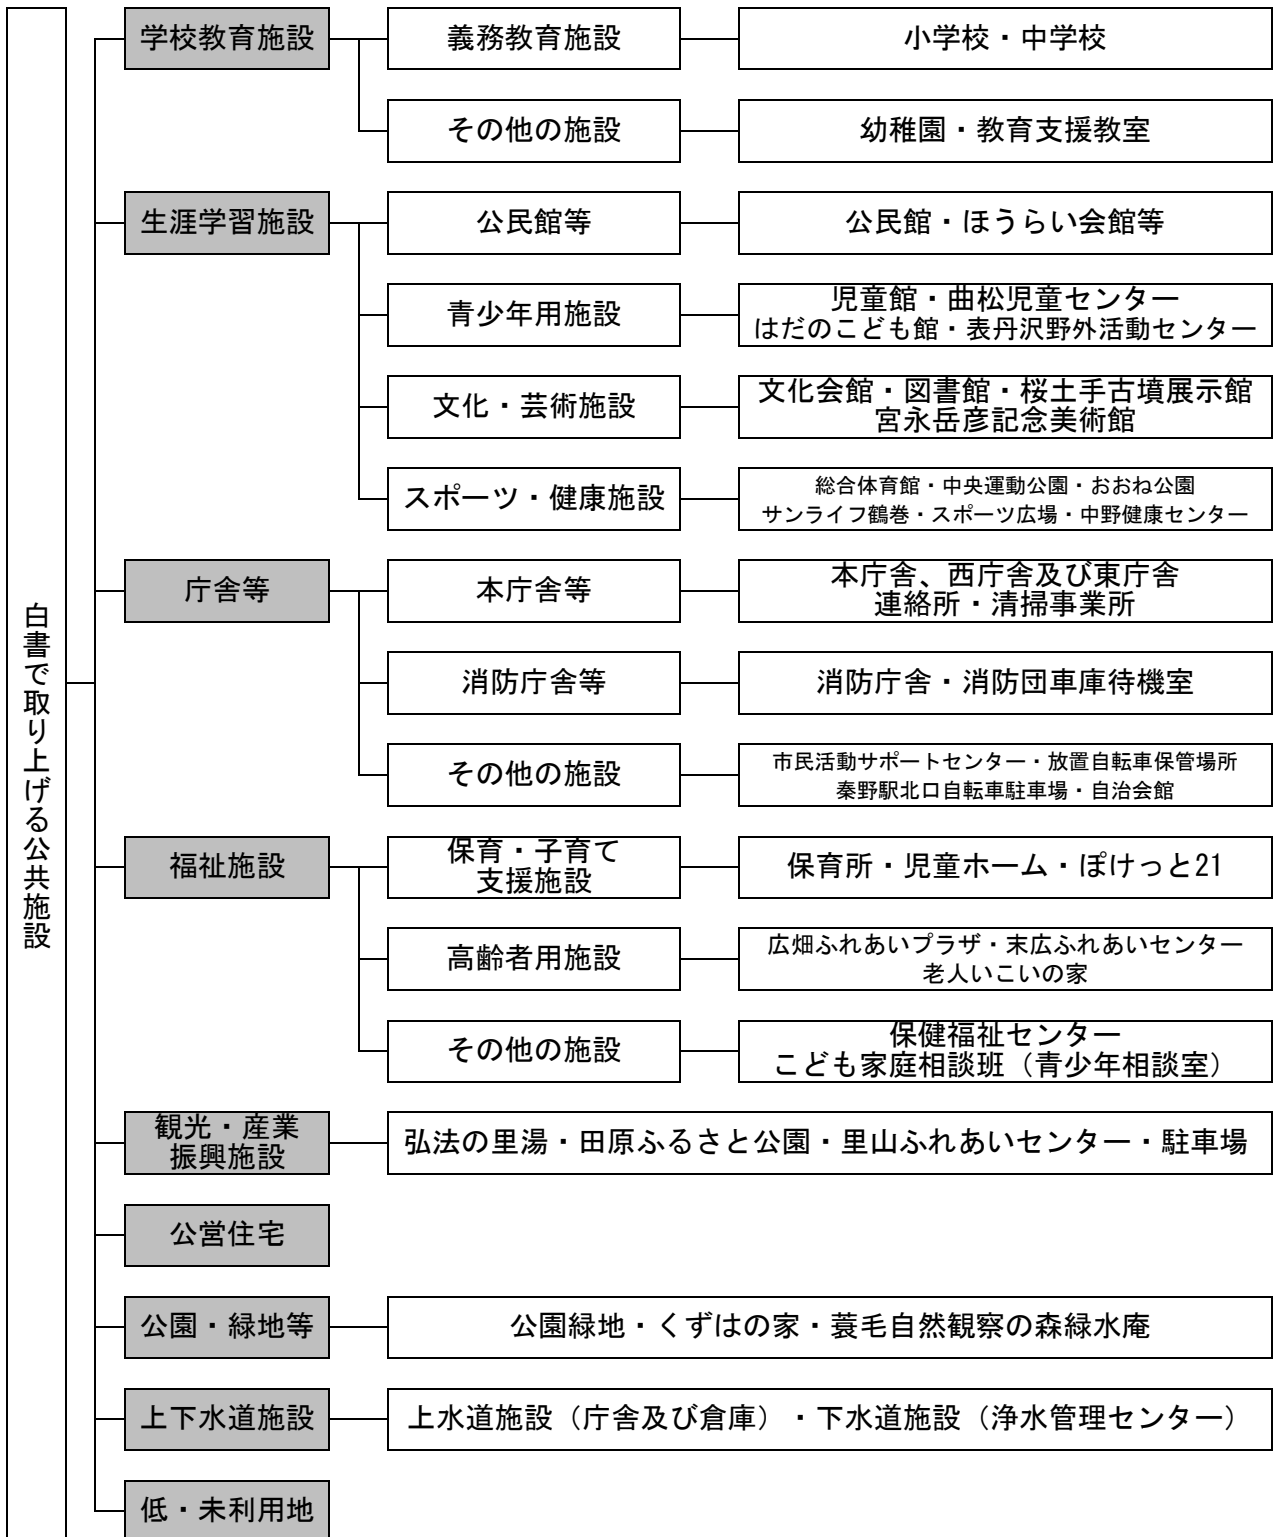 白書で取り上げる公共施設
学校教育施設
義務教育施設
小学校・中学校
その他の施設
幼稚園・教育支援教室
生涯学習施設
公民館等
公民館・ほうらい会館等
青少年用施設
児童館・曲松児童センター
はだのこども館・表丹沢野外活動センター
文化・芸術施設
文化会館・図書館・桜土手古墳展示館
宮永岳彦記念美術館
スポーツ・健康施設
総合体育館・中央運動公園・おおね公園
サンライフ鶴巻・スポーツ広場・中野健康センター
庁舎等
本庁舎等
本庁舎、西庁舎及び東庁舎
連絡所・清掃事業所
消防庁舎等
消防庁舎・消防団車庫待機室
その他の施設
市民活動サポートセンター・放置自転車保管場所
秦野駅北口自転車駐車場・自治会館
福祉施設
保育・子育て
支援施設
保育所・児童ホーム・ぽけっと21
高齢者用施設
広畑ふれあいプラザ・末広ふれあいセンター
老人いこいの家
その他の施設
保健福祉センター
こども家庭相談班（青少年相談室）
観光・産業
振興施設
弘法の里湯・田原ふるさと公園・里山ふれあいセンター・駐車場
公営住宅
公園・緑地等
公園緑地・くずはの家・蓑毛自然観察の森緑水庵
上下水道施設
上水道施設（庁舎及び倉庫）・下水道施設（浄水管理センター）
低・未利用地